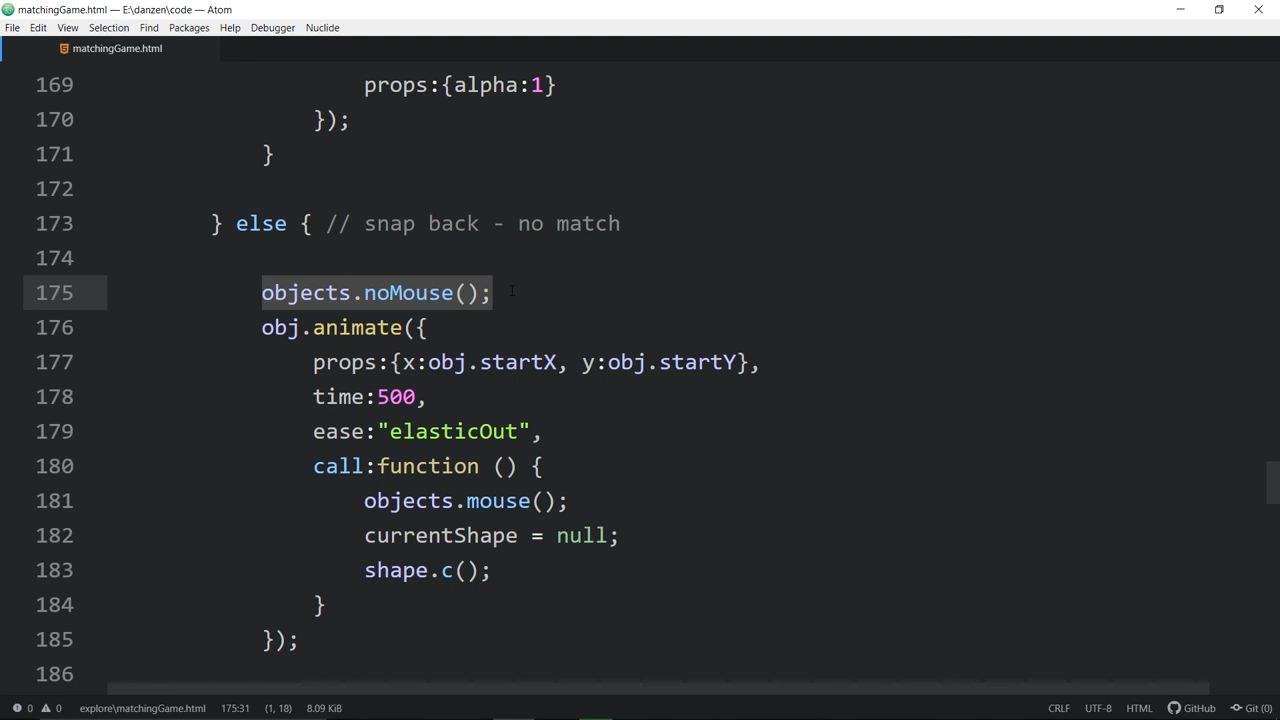 matchingGame.html — E:\danzen\code — Atom
File Edit View Selection Find Packages Help Debugger Nuclide
matchingGame.html
169 props:{alpha:1}
170 });
171 }
172
173 } else { // snap back - no match
174
175 objects.noMouse();
176 obj.animate({
177 props:{x:obj.startX, y:obj.startY},
178 time:500,
179 ease:"elasticOut",
180 call:function () {
181 objects.mouse();
182 currentShape = null;
183 shape.c();
184 }
185 });
186
0 0 explore\matchingGame.html 175:31 (1, 18) 8.09 KiB CRLF UTF-8 HTML GitHub Git (0)